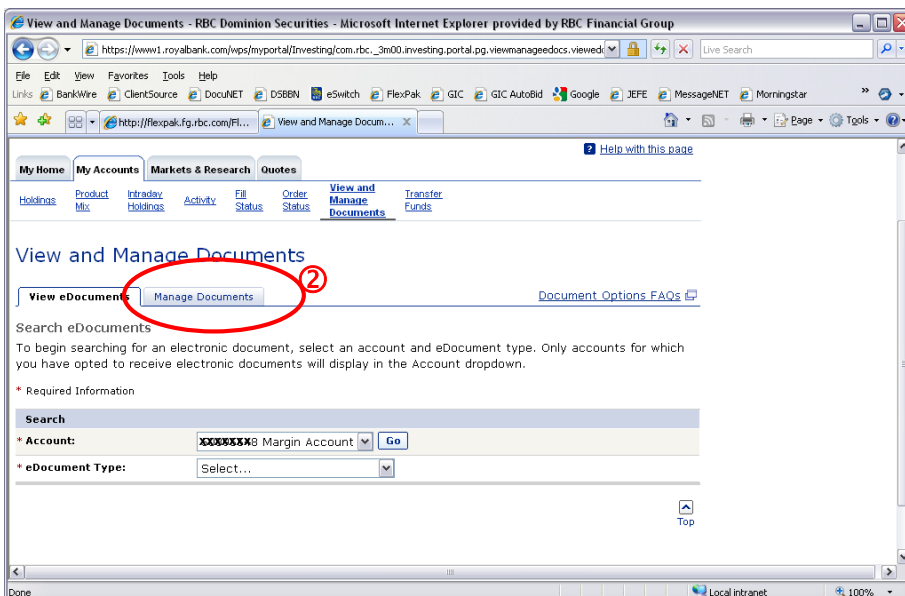 View and Manage Documents - RBC Dominion Securities - Microsoft Internet Explorer provided by RBC Financial Group
https://www1.royalbank.com/wps/myportal/Investing/com.rbc._3m00.investing.portal.pg.viewmanageedocs.viewed
Live Search
File Edit View Favorites Tools Help
Links BankWire ClientSource DocuNET DSBBN eSwitch FlexPak GIC GIC AutoBid Google JEFE MessageNET Morningstar »
http://flexpak.fg.rbc.com/Fl... View and Manage Docum... X Page Tools
? Help with this page
My Home My Accounts Markets & Research Quotes
Holdings Product Mix Intraday Holdings Activity Fill Status Order Status View and Manage Documents Transfer Funds
View and Manage Documents
②
View eDocuments Manage Documents Document Options FAQs
Search eDocuments
To begin searching for an electronic document, select an account and eDocument type. Only accounts for which
you have opted to receive electronic documents will display in the Account dropdown.
* Required Information
Search
* Account: 8 Margin Account Go
* eDocument Type: Select...
Top
Done Local intranet 100%